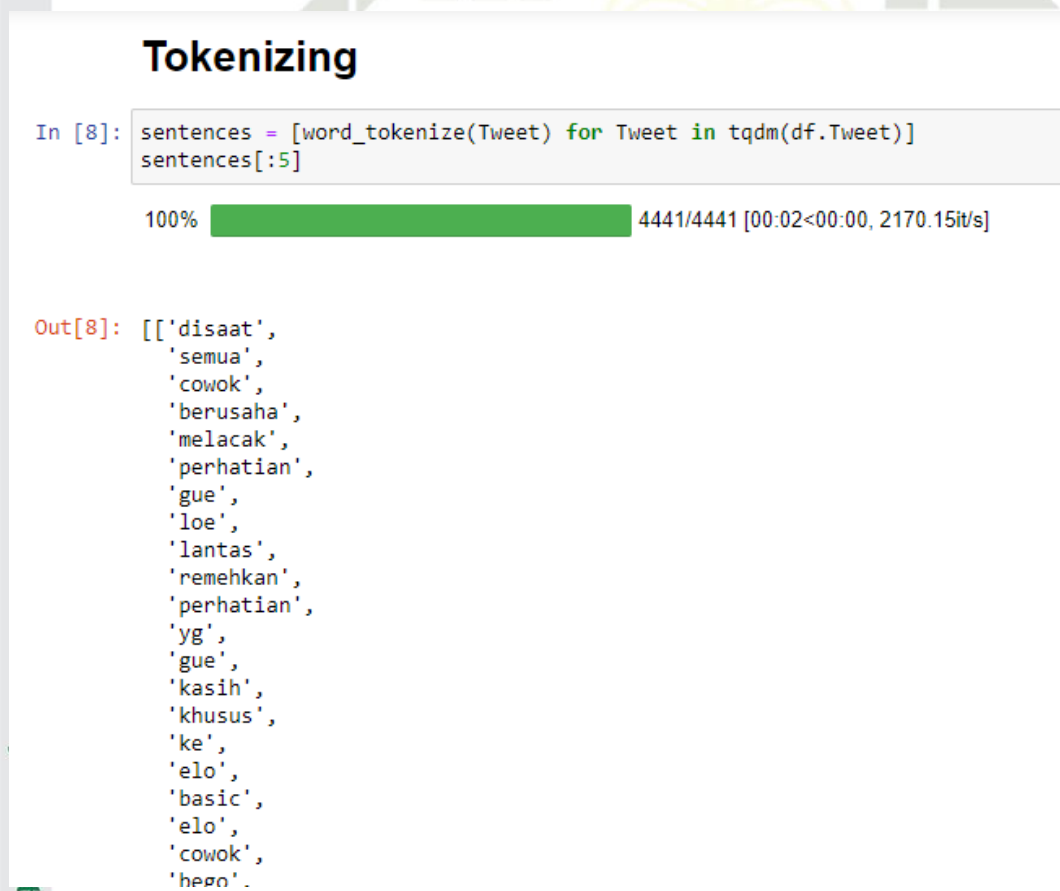 Tokenizing
In [8]: sentences = [word_tokenize(Tweet) for Tweet in tqdm(df.Tweet)]
sentences[:5]
100% 4441/4441 [00:02<00:00, 2170.15it/s]
Out[8]: [['disaat',
'semua',
'cowok',
'berusaha',
'melacak',
'perhatian',
'gue',
'loe',
'lantas',
'remehkan',
'perhatian',
'yg',
'gue',
'kasih',
'khusus',
'ke',
'elo',
'basic',
'elo',
'cowok',
'bego',